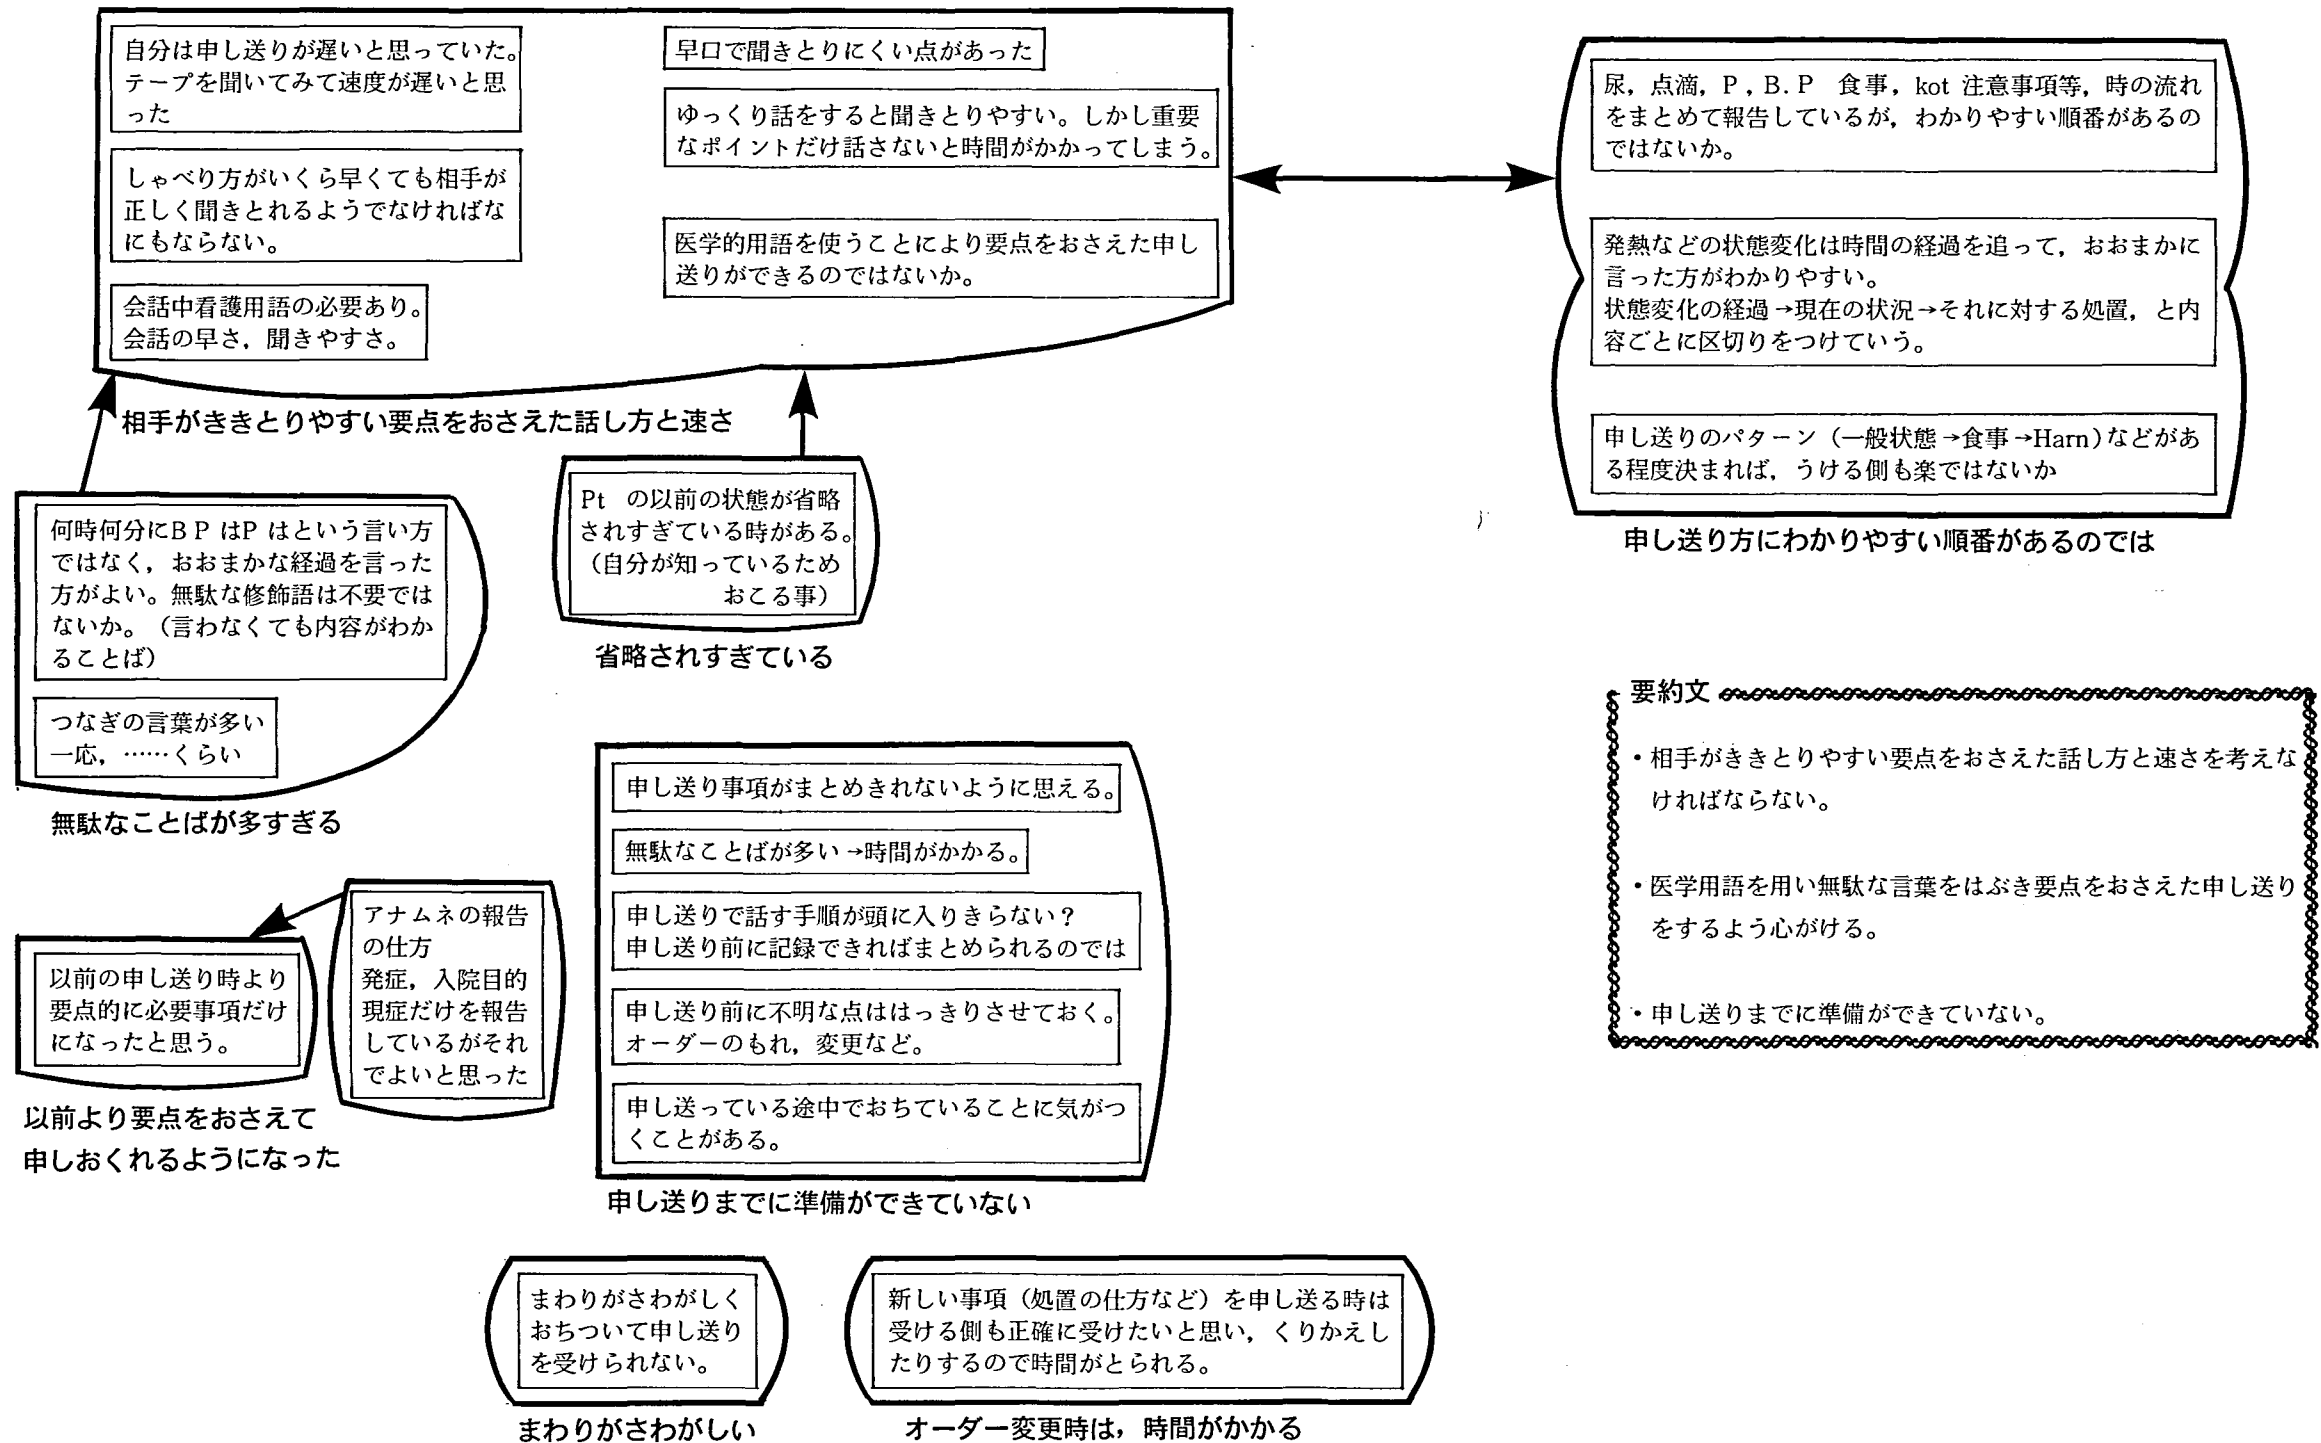 自分は申し送りが遅いと思っていた。
テープを聞いてみて速度が遅いと思
った
しゃべり方がいくら早くても相手が
正しく聞きとれるようでなければな
にもならない。
会話中看護用語の必要あり。
会話の早さ，聞きやすさ。
早口で聞きとりにくい点があった
ゆっくり話をすると聞きとりやすい。しかし重要
なポイントだけ話さないと時間がかかってしまう。
医学的用語を使うことにより要点をおさえた申し
送りができるのではないか。
相手がききとりやすい要点をおさえた話し方と速さ
尿，点滴，P，B.P 食事，kot 注意事項等，時の流れ
をまとめて報告しているが，わかりやすい順番があるの
ではないか。
発熱などの状態変化は時間の経過を追って，おおまかに
言った方がわかりやすい。
状態変化の経過→現在の状況→それに対する処置，と内
容ごとに区切りをつけていう。
申し送りのパターン（一般状態→食事→Harn）などがあ
る程度決まれば，うける側も楽ではないか
申し送り方にわかりやすい順番があるのでは
何時何分にＢＰはＰはという言い方
ではなく，おおまかな経過を言った
方がよい。無駄な修飾語は不要では
ないか。（言わなくても内容がわか
ることば）
つなぎの言葉が多い
一応，……くらい
無駄なことばが多すぎる
Pt の以前の状態が省略
されすぎている時がある。
（自分が知っているため
おこる事）
省略されすぎている
以前の申し送り時より
要点的に必要事項だけ
になったと思う。
以前より要点をおさえて
申しおくれるようになった
アナムネの報告
の仕方
発症，入院目的
現症だけを報告
しているがそれ
でよいと思った
申し送り事項がまとめきれないように思える。
無駄なことばが多い→時間がかかる。
申し送りで話す手順が頭に入りきらない？
申し送り前に記録できればまとめられるのでは
申し送り前に不明な点ははっきりさせておく。
オーダーのもれ，変更など。
申し送っている途中でおちていることに気がつ
くことがある。
申し送りまでに準備ができていない
要約文
・相手がききとりやすい要点をおさえた話し方と速さを考えな
ければならない。
・医学用語を用い無駄な言葉をはぶき要点をおさえた申し送り
をするよう心がける。
・申し送りまでに準備ができていない。
まわりがさわがしく
おちついて申し送り
を受けられない。
まわりがさわがしい
新しい事項（処置の仕方など）を申し送る時は
受ける側も正確に受けたいと思い，くりかえし
たりするので時間がとられる。
オーダー変更時は，時間がかかる